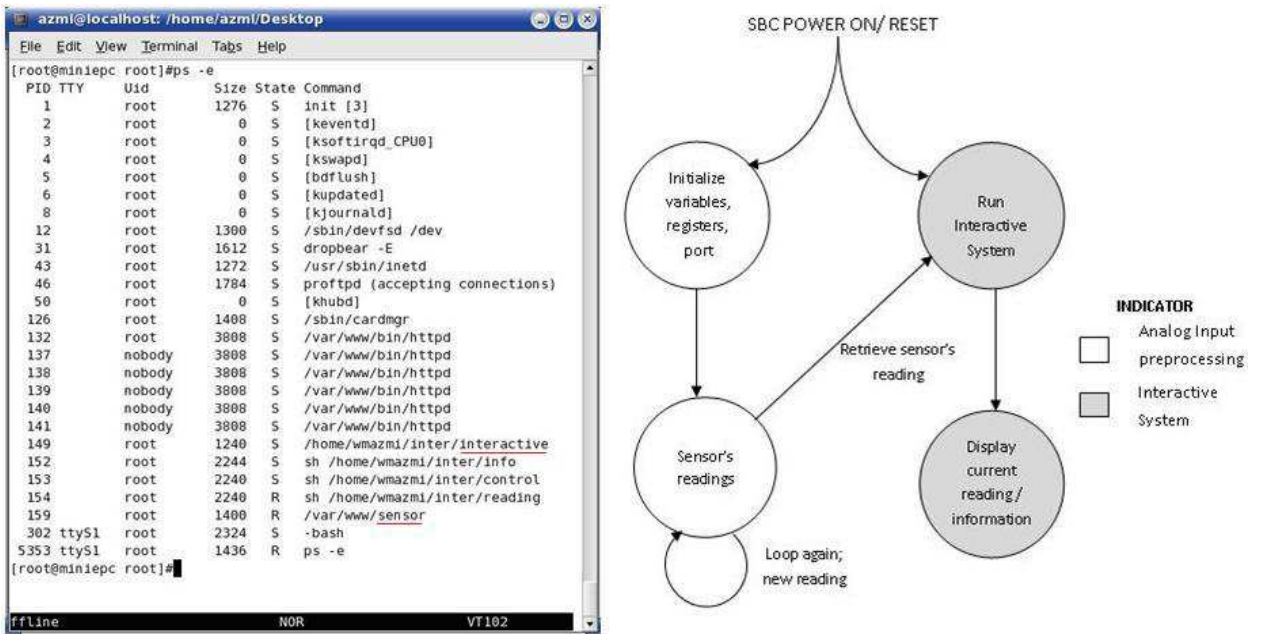 azmi@localhost: /home/azmi/Desktop
File Edit View Terminal Tabs Help
[root@miniepc root]#ps -e
PID TTY Uid Size State Command
1 root 1276 S init [3]
2 root 0 S [keventd]
3 root 0 S [ksoftirqd_CPU0]
4 root 0 S [kswapd]
5 root 0 S [bdflush]
6 root 0 S [kupdated]
8 root 0 S [kjournald]
12 root 1300 S /sbin/devfsd /dev
31 root 1612 S dropbear -E
43 root 1272 S /usr/sbin/inetd
46 root 1784 S proftpd (accepting connections)
50 root 0 S [khubd]
126 root 1408 S /sbin/cardmgr
132 root 3808 S /var/www/bin/httpd
137 nobody 3808 S /var/www/bin/httpd
138 nobody 3808 S /var/www/bin/httpd
139 nobody 3808 S /var/www/bin/httpd
140 nobody 3808 S /var/www/bin/httpd
141 nobody 3808 S /var/www/bin/httpd
149 root 1240 S /home/wmazmi/inter/interactive
152 root 2244 S sh /home/wmazmi/inter/info
153 root 2240 S sh /home/wmazmi/inter/control
154 root 2240 R sh /home/wmazmi/inter/reading
159 root 1400 R /var/www/sensor
302 ttyS1 root 2324 S -bash
5353 ttyS1 root 1436 R ps -e
[root@miniepc root]#
ffline NOR VT102
SBC POWER ON/ RESET
Initialize
variables,
registers,
port
Run
Interactive
System
Retrieve sensor's
reading
Sensor's
readings
Display
current
reading/
information
Loop again;
new reading
INDICATOR
Analog Input
preprocessing
Interactive
System